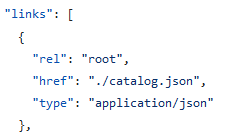 "links": [
  {
    "rel": "root",
    "href": "./catalog.json",
    "type": "application/json"
  },